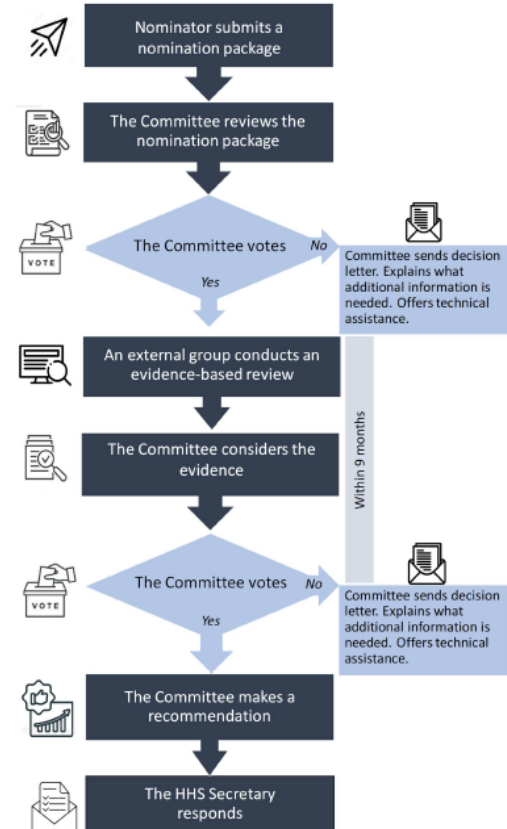 Nominator submits a
nomination package
The Committee reviews the
nomination package
VOTE
The Committee votes
No
Yes
Committee sends decision
letter. Explains what
additional information is
needed. Offers technical
assistance.
An external group conducts an
evidence-based review
Within 9 months
The Committee considers the
evidence
VOTE
The Committee votes
No
Yes
Committee sends decision
letter. Explains what
additional information is
needed. Offers technical
assistance.
The Committee makes a
recommendation
The HHS Secretary
responds